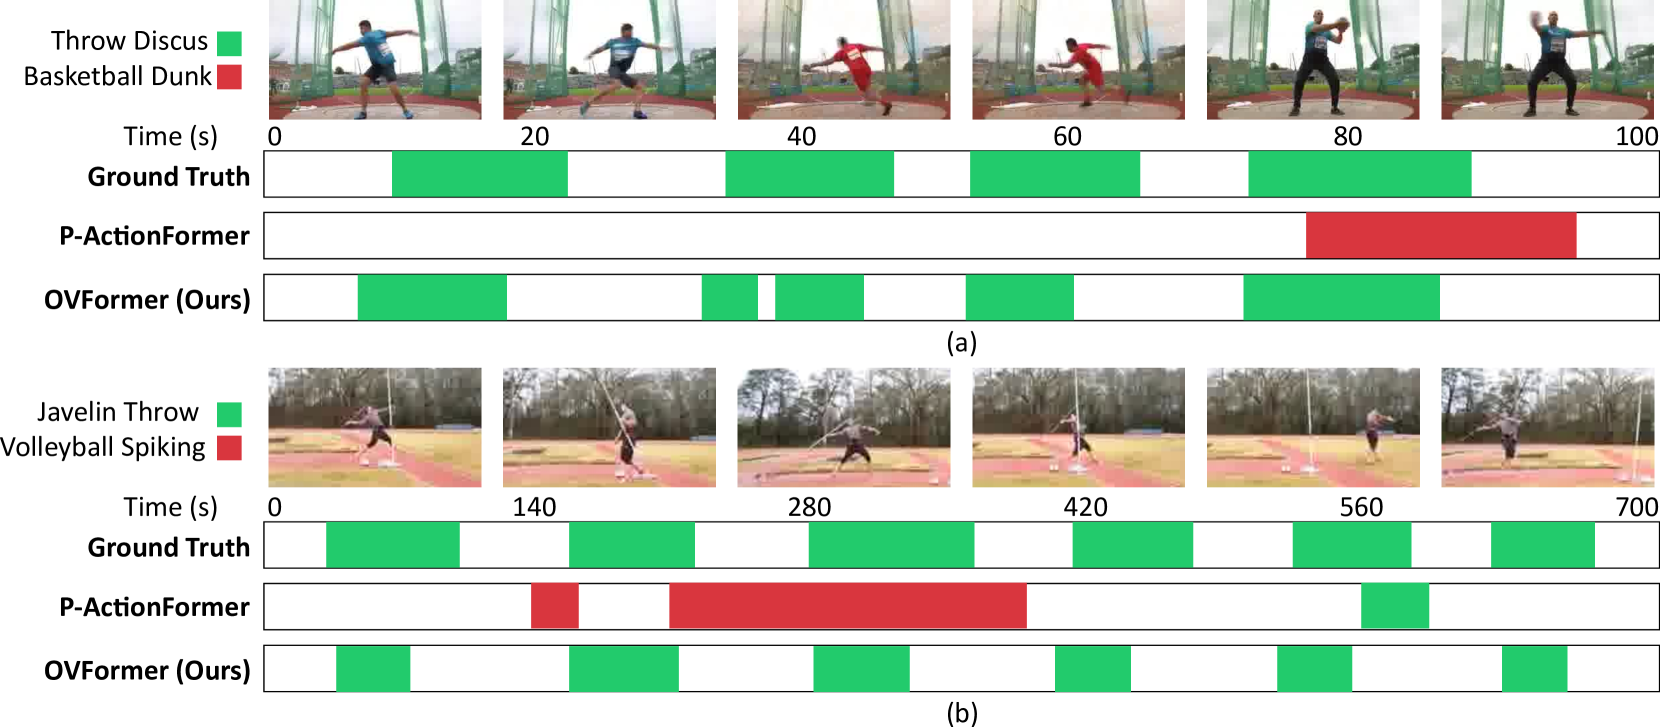 Throw Discus
Basketball Dunk
Time (s) 0 20 40 60 80 100
Ground Truth
P-ActionFormer
OVFormer (Ours)
(a)
Javelin Throw
Volleyball Spiking
Time (s) 0 140 280 420 560 700
Ground Truth
P-ActionFormer
OVFormer (Ours)
(b)